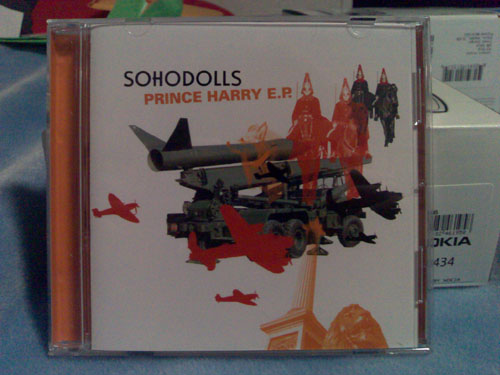 SOHODOLLS
PRINCE HARRY E.P.
OKIA
434